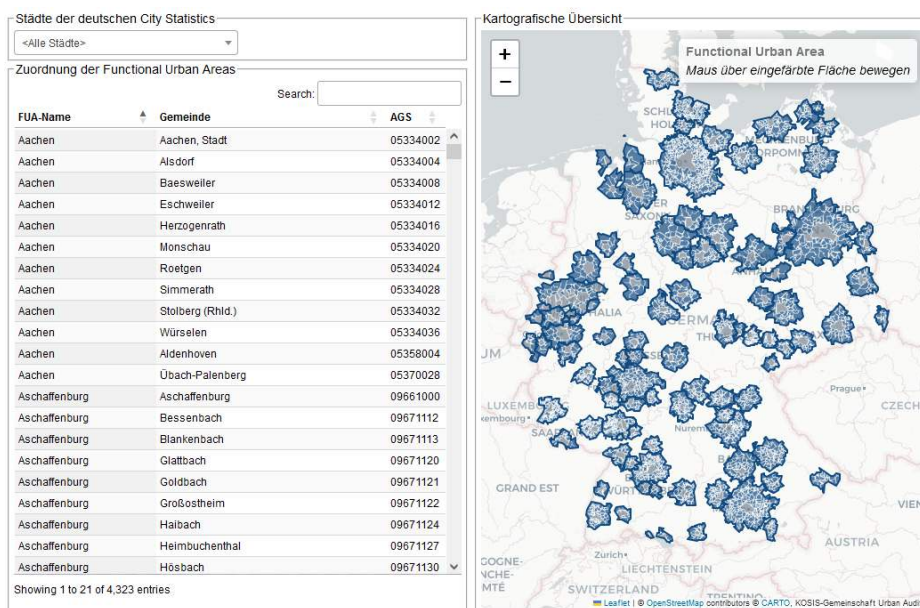 Städte der deutschen City Statistics
<Alle Städte>
Zuordnung der Functional Urban Areas
Search:
FUA-Name Gemeinde AGS
Aachen Aachen, Stadt 05334002
Aachen Alsdorf 05334004
Aachen Baesweiler 05334008
Aachen Eschweiler 05334012
Aachen Herzogenrath 05334016
Aachen Monschau 05334020
Aachen Roetgen 05334024
Aachen Simmerath 05334028
Aachen Stolberg (Rhld.) 05334032
Aachen Würselen 05334036
Aachen Aldenhoven 05358004
Aachen Übach-Palenberg 05370028
Aschaffenburg Aschaffenburg 09661000
Aschaffenburg Bessenbach 09671112
Aschaffenburg Blankenbach 09671113
Aschaffenburg Glattbach 09671120
Aschaffenburg Goldbach 09671121
Aschaffenburg Großostheim 09671122
Aschaffenburg Haibach 09671124
Aschaffenburg Heimbuchenthal 09671127
Aschaffenburg Hösbach 09671130
Showing 1 to 21 of 4,323 entries
Kartografische Übersicht
+
−
Functional Urban Area
Maus über eingefärbte Fläche bewegen
Prague
CZECH
GRAND EST
VIEN
AUSTRIA
Zurich
LIECHTENSTEIN
SWITZERLAND
TRENTINO
Leaflet | © OpenStreetMap contributors © CARTO, KOSIS-Gemeinschaft Urban Audi